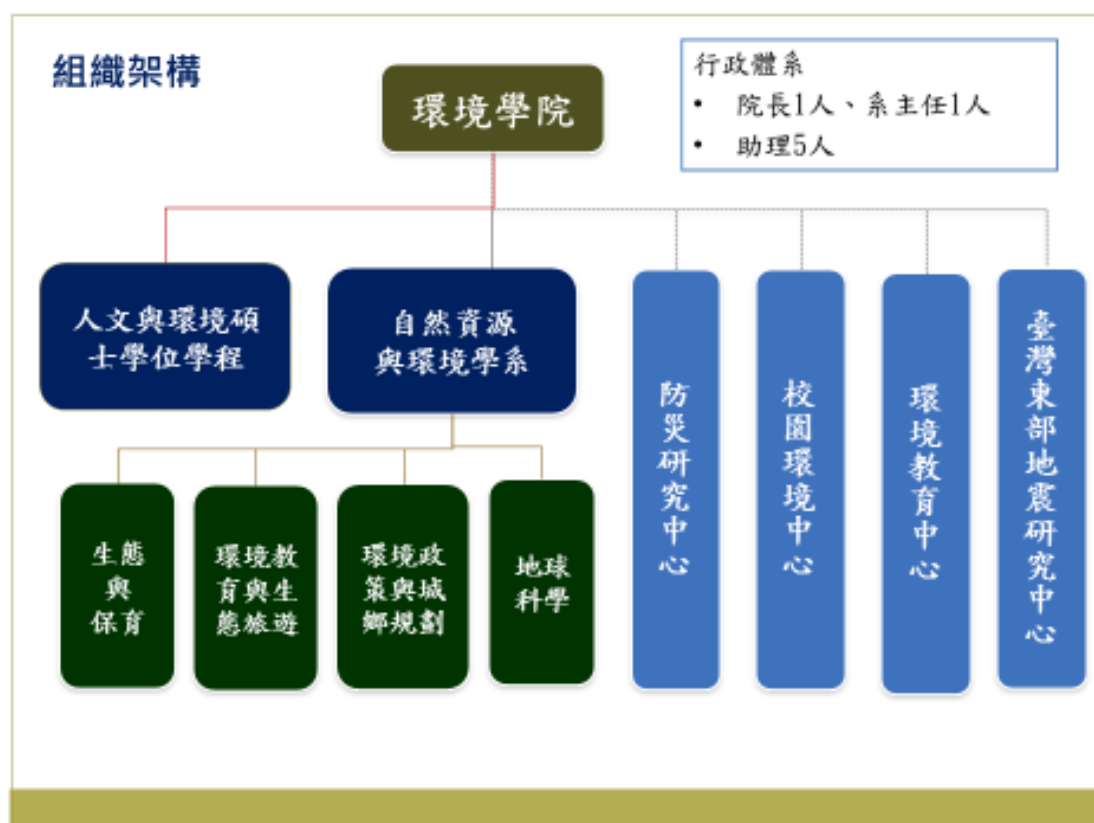 組織架構
環境學院
行政體系
• 院長1人、系主任1人
• 助理5人
人文與環境碩
士學位學程
自然資源
與環境學系
防災研究中心
校園環境中心
環境教育中心
臺灣東部地震研究中心
生態
與
保育
環境教
育與生
態旅遊
環境政
策與城
鄉規劃
地球
科學